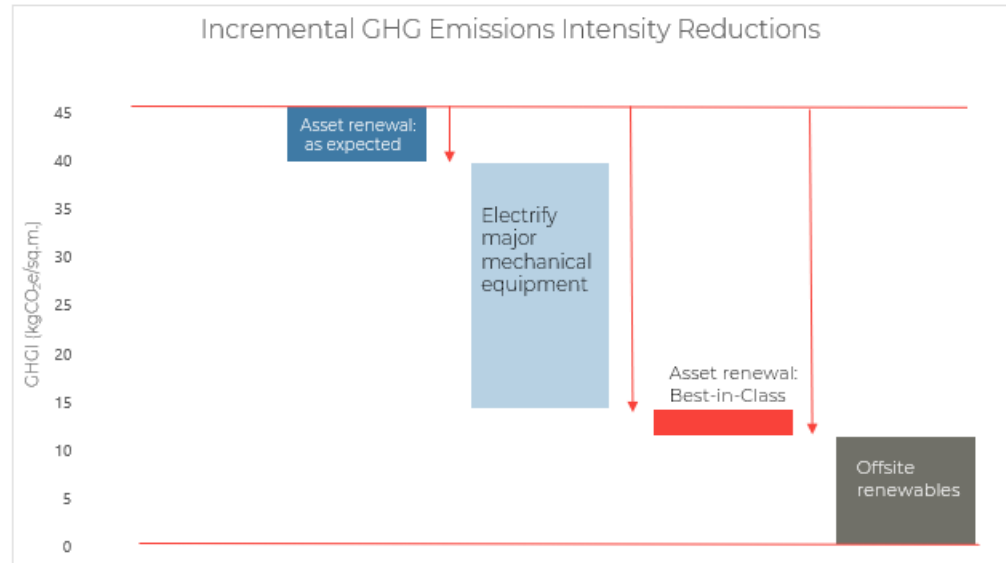 Incremental GHG Emissions Intensity Reductions
GHGI (kgCO₂e/sq.m.)
45
40
35
30
25
20
15
10
5
0
Asset renewal:
as expected
Electrify
major
mechanical
equipment
Asset renewal:
Best-in-Class
Offsite
renewables